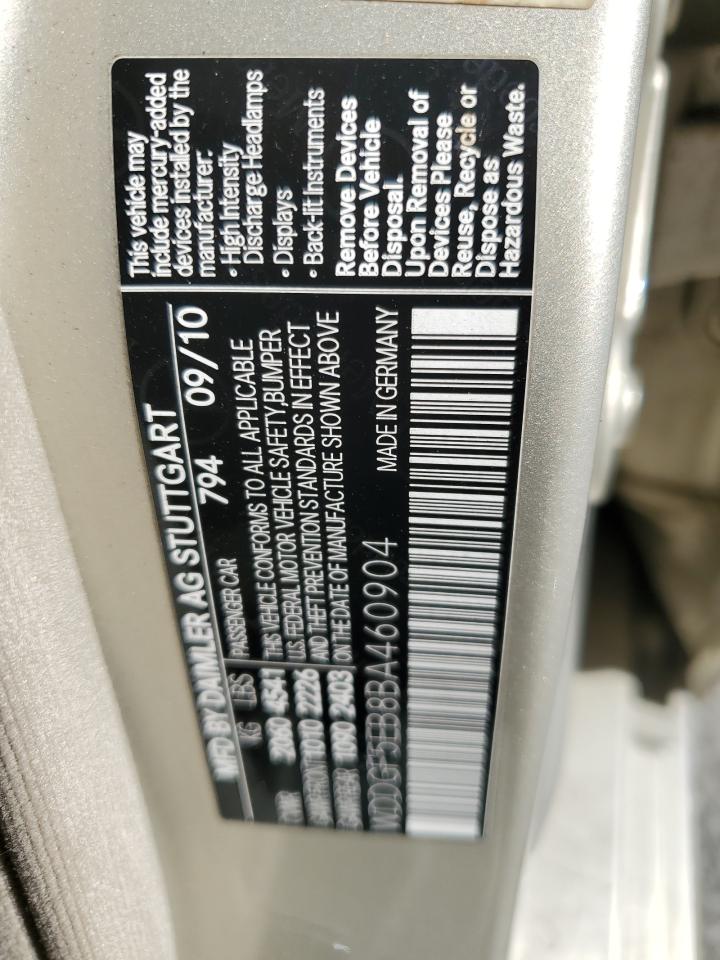 MFD BY DAIMLER AG STUTTGART
794 09/10
KG LBS PASSENGER CAR
GVWR 2060 4541 THIS VEHICLE CONFORMS TO ALL APPLICABLE
U.S. FEDERAL MOTOR VEHICLE SAFETY,BUMPER
GAWR FRONT 1010 2226 AND THEFT PREVENTION STANDARDS IN EFFECT
GAWR REAR 1090 2403 ON THE DATE OF MANUFACTURE SHOWN ABOVE
WDDGF5EB8BA460904 MADE IN GERMANY
This vehicle may
include mercury-added
devices installed by the
manufacturer:
• High Intensity
Discharge Headlamps
• Displays
• Back-lit Instruments
Remove Devices
Before Vehicle
Disposal.
Upon Removal of
Devices Please
Reuse, Recycle or
Dispose as
Hazardous Waste.